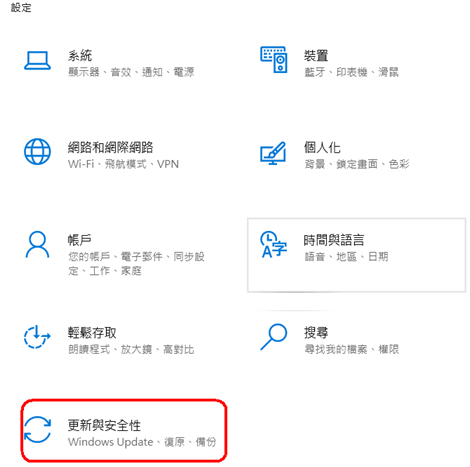 設定
系統
顯示器、音效、通知、電源
裝置
藍牙、印表機、滑鼠
網路和網際網路
Wi-Fi、飛航模式、VPN
個人化
背景、鎖定畫面、色彩
帳戶
您的帳戶、電子郵件、同步設
定、工作、家庭
時間與語言
語音、地區、日期
輕鬆存取
朗讀程式、放大鏡、高對比
搜尋
尋找我的檔案、權限
更新與安全性
Windows Update、復原、備份